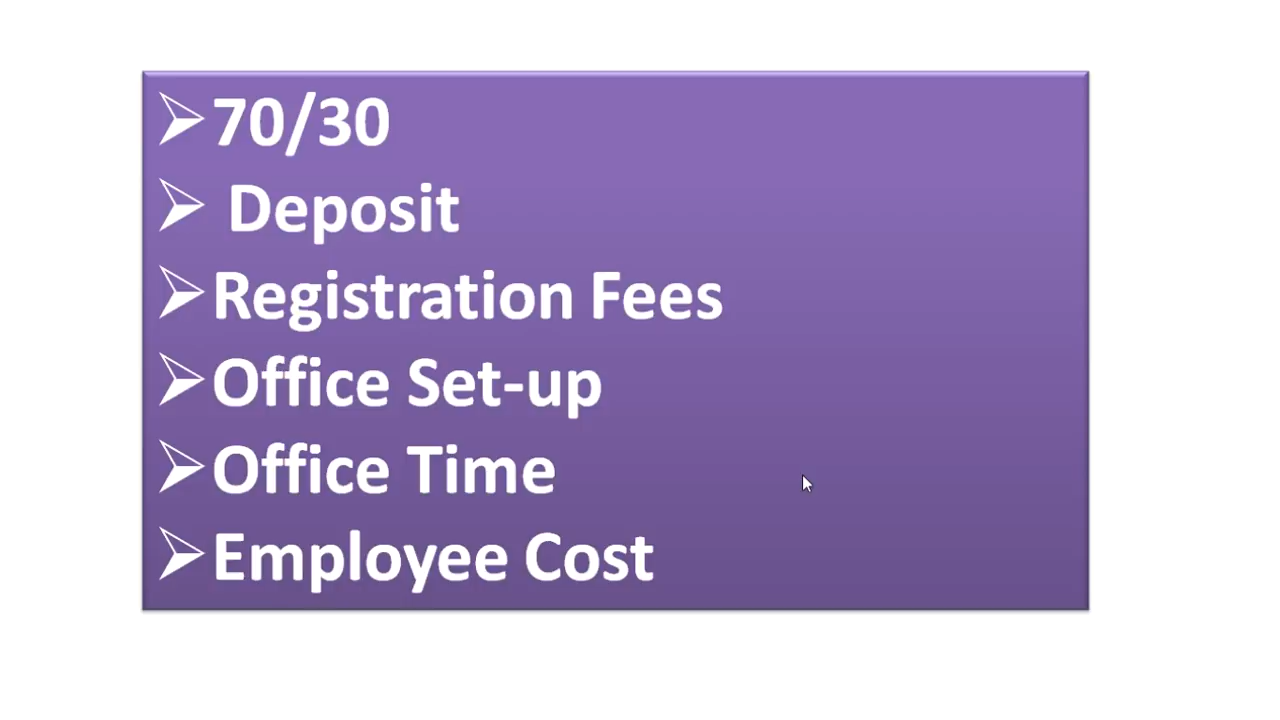 70/30
Deposit
Registration Fees
Office Set-up
Office Time
Employee Cost